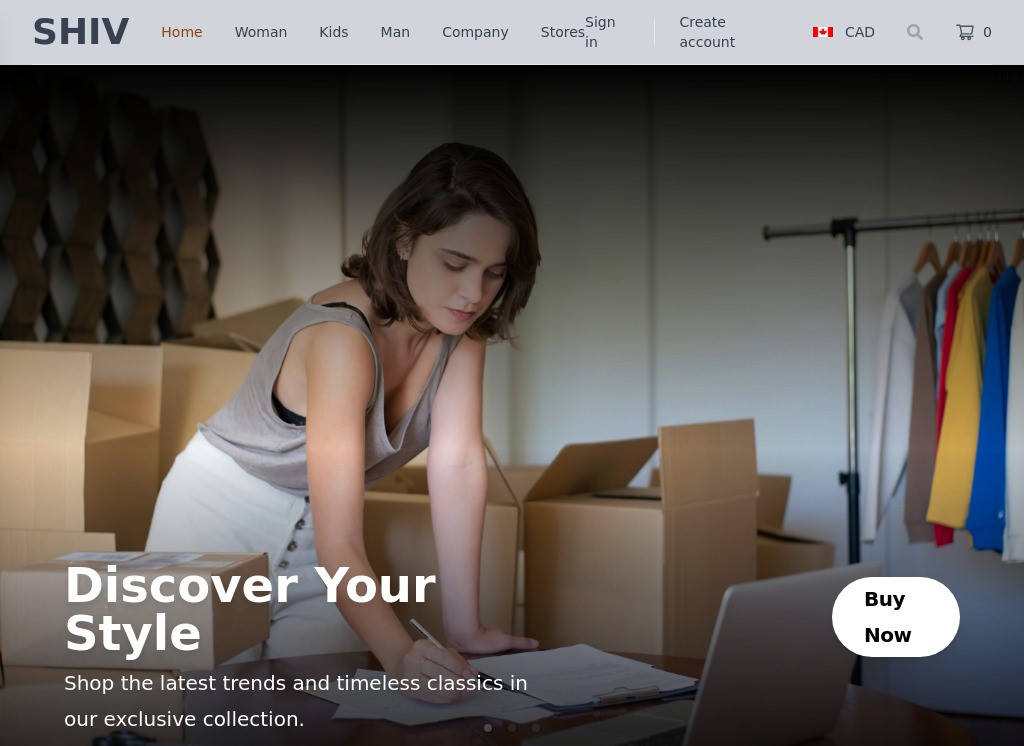 SHIV
Home
Woman
Kids
Man
Company
Stores
Sign
in
Create
account
CAD
0
Discover Your
Style
Shop the latest trends and timeless classics in
our exclusive collection.
Buy
Now